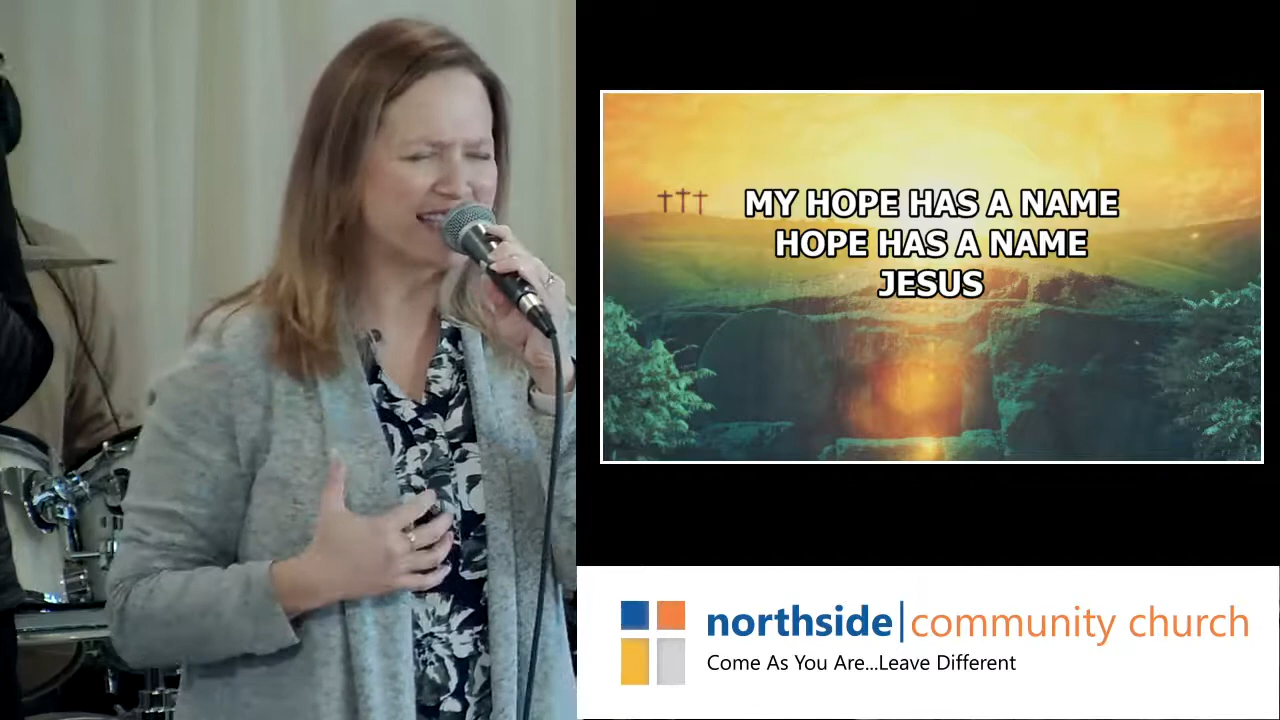 MY HOPE HAS A NAME
HOPE HAS A NAME
JESUS
northside|community church
Come As You Are...Leave Different